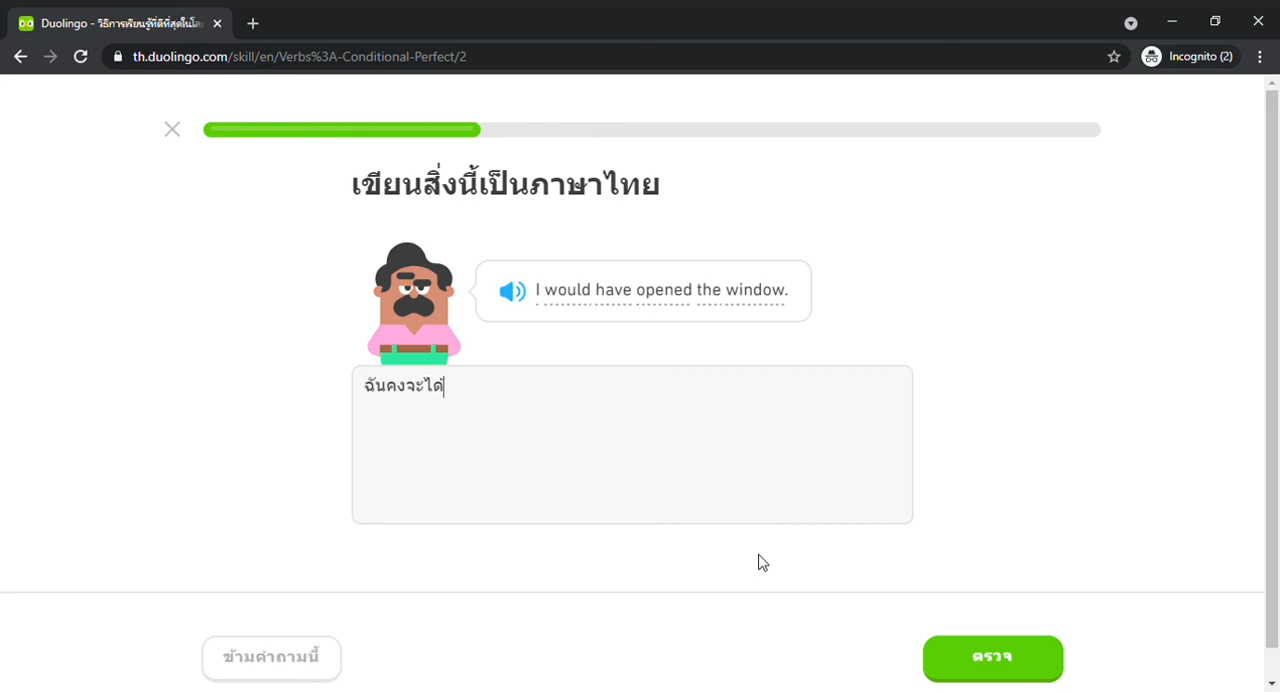 Duolingo - วิธีการเรียนรู้ที่ดีที่สุดในโล
th.duolingo.com/skill/en/Verbs%3A-Conditional-Perfect/2
Incognito (2)
เขียนสิ่งนี้เป็นภาษาไทย
I would have opened the window.
ฉันคงจะได่
ข้ามคำถามนี้
ตรวจ